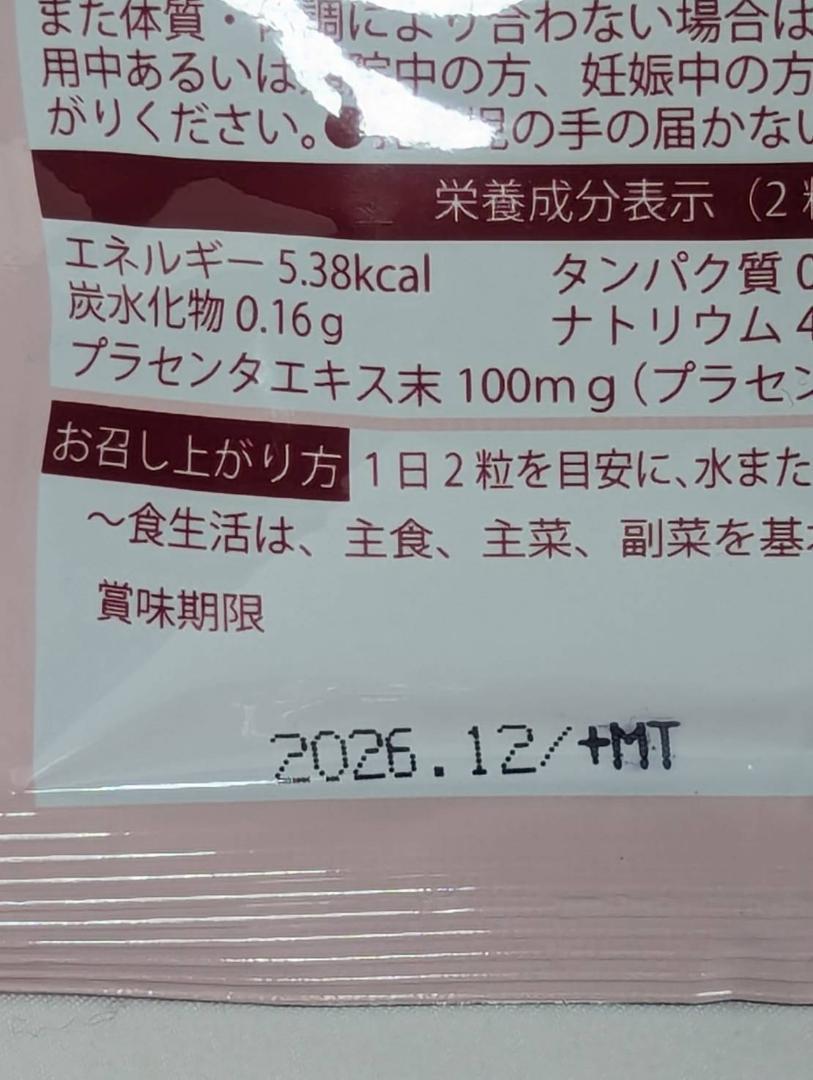 また体質・体調により合わない場合は
用中あるいは通院中の方、妊娠中の方
がりください。●乳幼児の手の届かない
栄養成分表示（2
エネルギー 5.38kcal タンパク質 0
炭水化物 0.16g ナトリウム 4
プラセンタエキス末 100mg（プラセン
お召し上がり方 1日2粒を目安に、水また
～食生活は、主食、主菜、副菜を基
賞味期限
2026.12/+MT